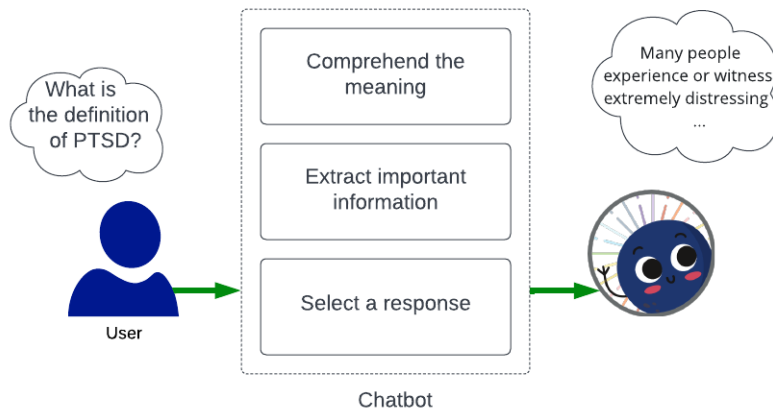 What is
the definition
of PTSD?
User
Comprehend the
meaning
Extract important
information
Select a response
Chatbot
Many people
experience or witness
extremely distressing
...